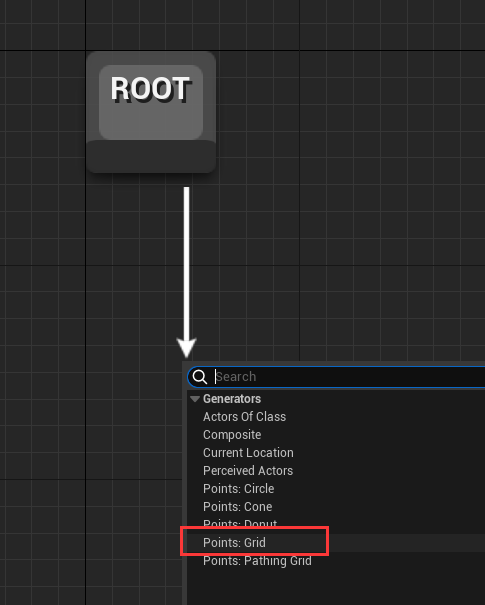 ROOT
Search
Generators
Actors Of Class
Composite
Current Location
Perceived Actors
Points: Circle
Points: Cone
Points: Donut
Points: Grid
Points: Pathing Grid